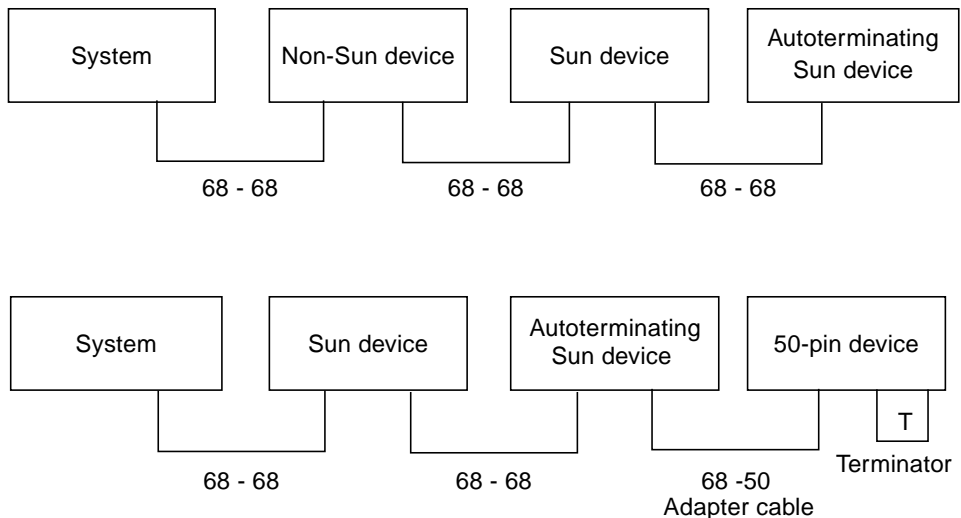 System
Non-Sun device
Sun device
Autoterminating
Sun device
68 - 68
68 - 68
68 - 68
System
Sun device
Autoterminating
Sun device
50-pin device
T
Terminator
68 - 68
68 - 68
68 -50
Adapter cable